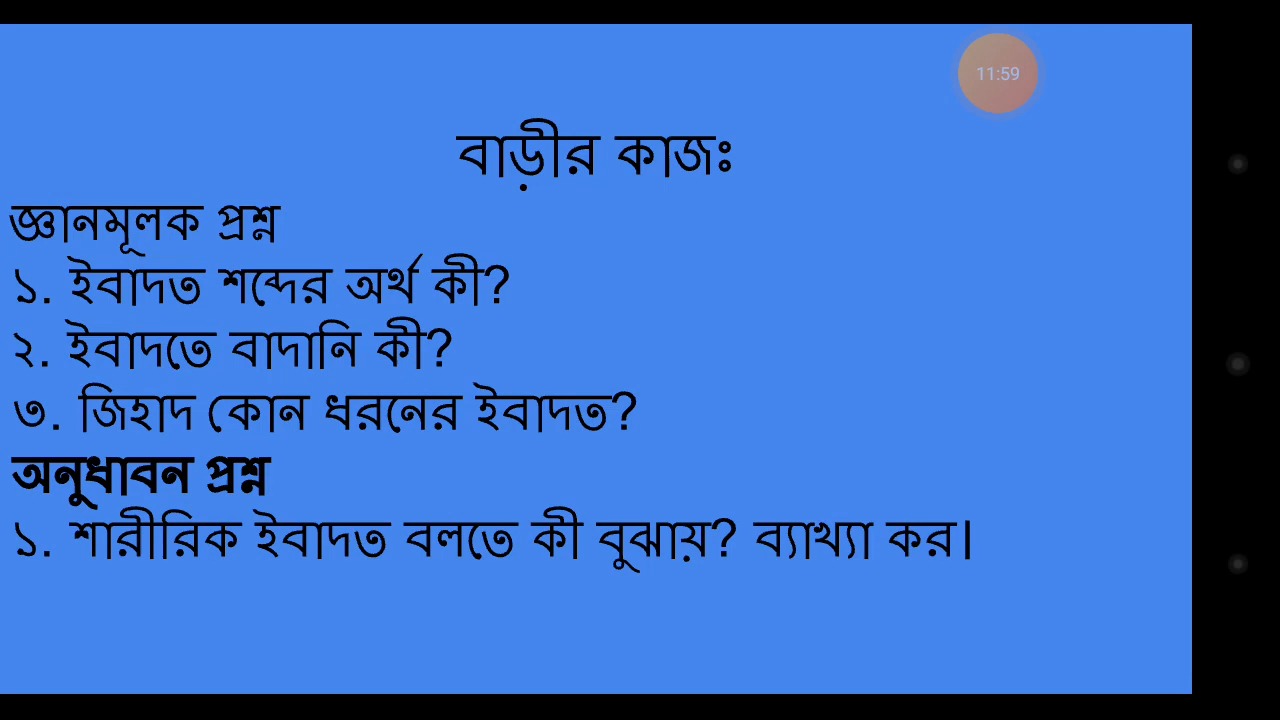 11:59
বাড়ীর কাজঃ
জ্ঞানমূলক প্রশ্ন
১. ইবাদত শব্দের অর্থ কী?
২. ইবাদতে বাদানি কী?
৩. জিহাদ কোন ধরনের ইবাদত?
অনুধাবন প্রশ্ন
১. শারীরিক ইবাদত বলতে কী বুঝায়? ব্যাখ্যা কর।